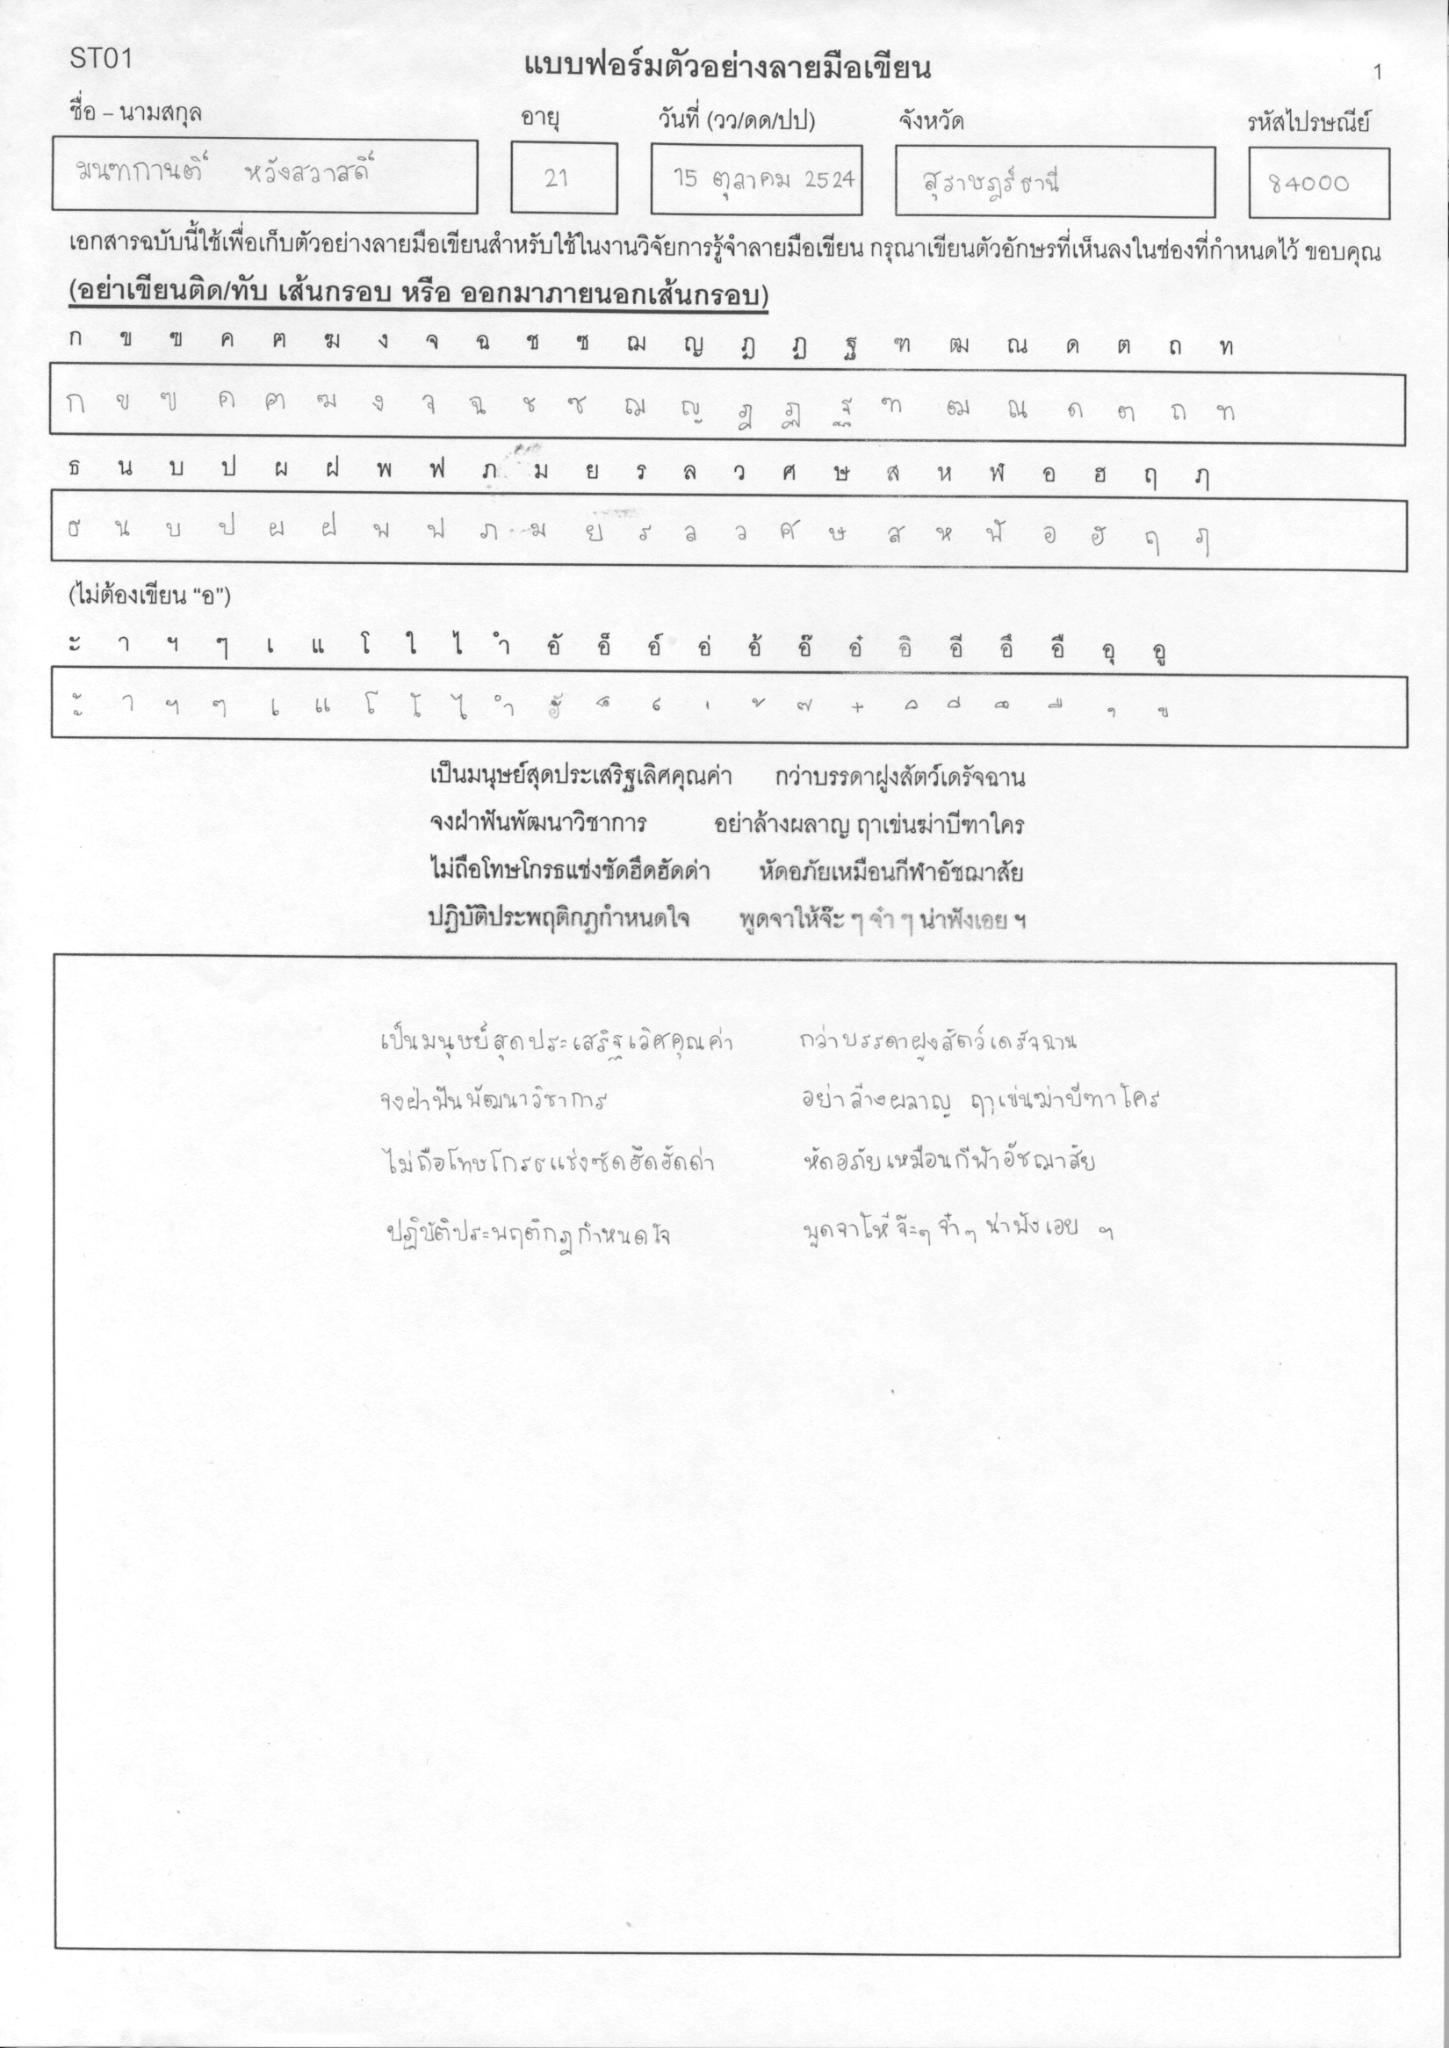 ST01
แบบฟอร์มตัวอย่างลายมือเขียน
1
ชื่อ – นามสกุล อายุ วันที่ (วว/ดด/ปป) จังหวัด รหัสไปรษณีย์
มนฑกานติ์ หวังสวาสดิ์ 21 15 ตุลาคม 2524 สุราษฎร์ธานี 84000
เอกสารฉบับนี้ใช้เพื่อเก็บตัวอย่างลายมือเขียนสำหรับใช้ในงานวิจัยการรู้จำลายมือเขียน กรุณาเขียนตัวอักษรที่เห็นลงในช่องที่กำหนดไว้ ขอบคุณ
(อย่าเขียนติด/ทับ เส้นกรอบ หรือ ออกมาภายนอกเส้นกรอบ)
ก ข ฃ ค ฅ ฆ ง จ ฉ ช ซ ฌ ญ ฎ ฏ ฐ ฑ ฒ ณ ด ต ถ ท
ก ข ฃ ค ฅ ฆ ง จ ฉ ช ซ ฌ ญ ฎ ฏ ฐ ฑ ฒ ณ ด ต ถ ท
ธ น บ ป ผ ฝ พ ฟ ภ ม ย ร ล ว ศ ษ ส ห ฬ อ ฮ ฤ ฦ
ธ น บ ป ผ ฝ พ ฟ ภ ม ย ร ล ว ศ ษ ส ห ฬ อ ฮ ฤ ฦ
(ไม่ต้องเขียน “อ”)
ะ า ฯ ๆ เ แ โ ใ ไ ำ อั อ็ อ์ อ่ อ้ อ๊ อ๋ อิ อี อึ อื อุ อู
ะ า ฯ ๆ เ แ โ ใ ไ ำ ั ็ ์ ่ ้ ๊ ๋ ิ ี ึ ื ุ ู
เป็นมนุษย์สุดประเสริฐเลิศคุณค่า กว่าบรรดาฝูงสัตว์เดรัจฉาน
จงฝ่าฟันพัฒนาวิชาการ อย่าล้างผลาญ ฤาเข่นฆ่าบีฑาใคร
ไม่ถือโทษโกรธแช่งซัดฮึดฮัดด่า หัดอภัยเหมือนกีฬาอัชฌาสัย
ปฏิบัติประพฤติกฎกำหนดใจ พูดจาให้จ๊ะ ๆ จ๋า ๆ น่าฟังเอย ฯ
เป็นมนุษย์สุดประเสริฐเลิศคุณค่า กว่าบรรดาฝูงสัตว์เดรัจฉาน
จงฝ่าฟันพัฒนาวิชาการ อย่าล้างผลาญ ฤาเข่นฆ่าบีฑาใคร
ไม่ถือโทษโกรธแช่งซัดฮึดฮัดด่า หัดอภัยเหมือนกีฬาอัชฌาสัย
ปฏิบัติประพฤติกฎกำหนดใจ พูดจาให้จ๊ะๆ จ๋าๆ น่าฟังเอย ฯ